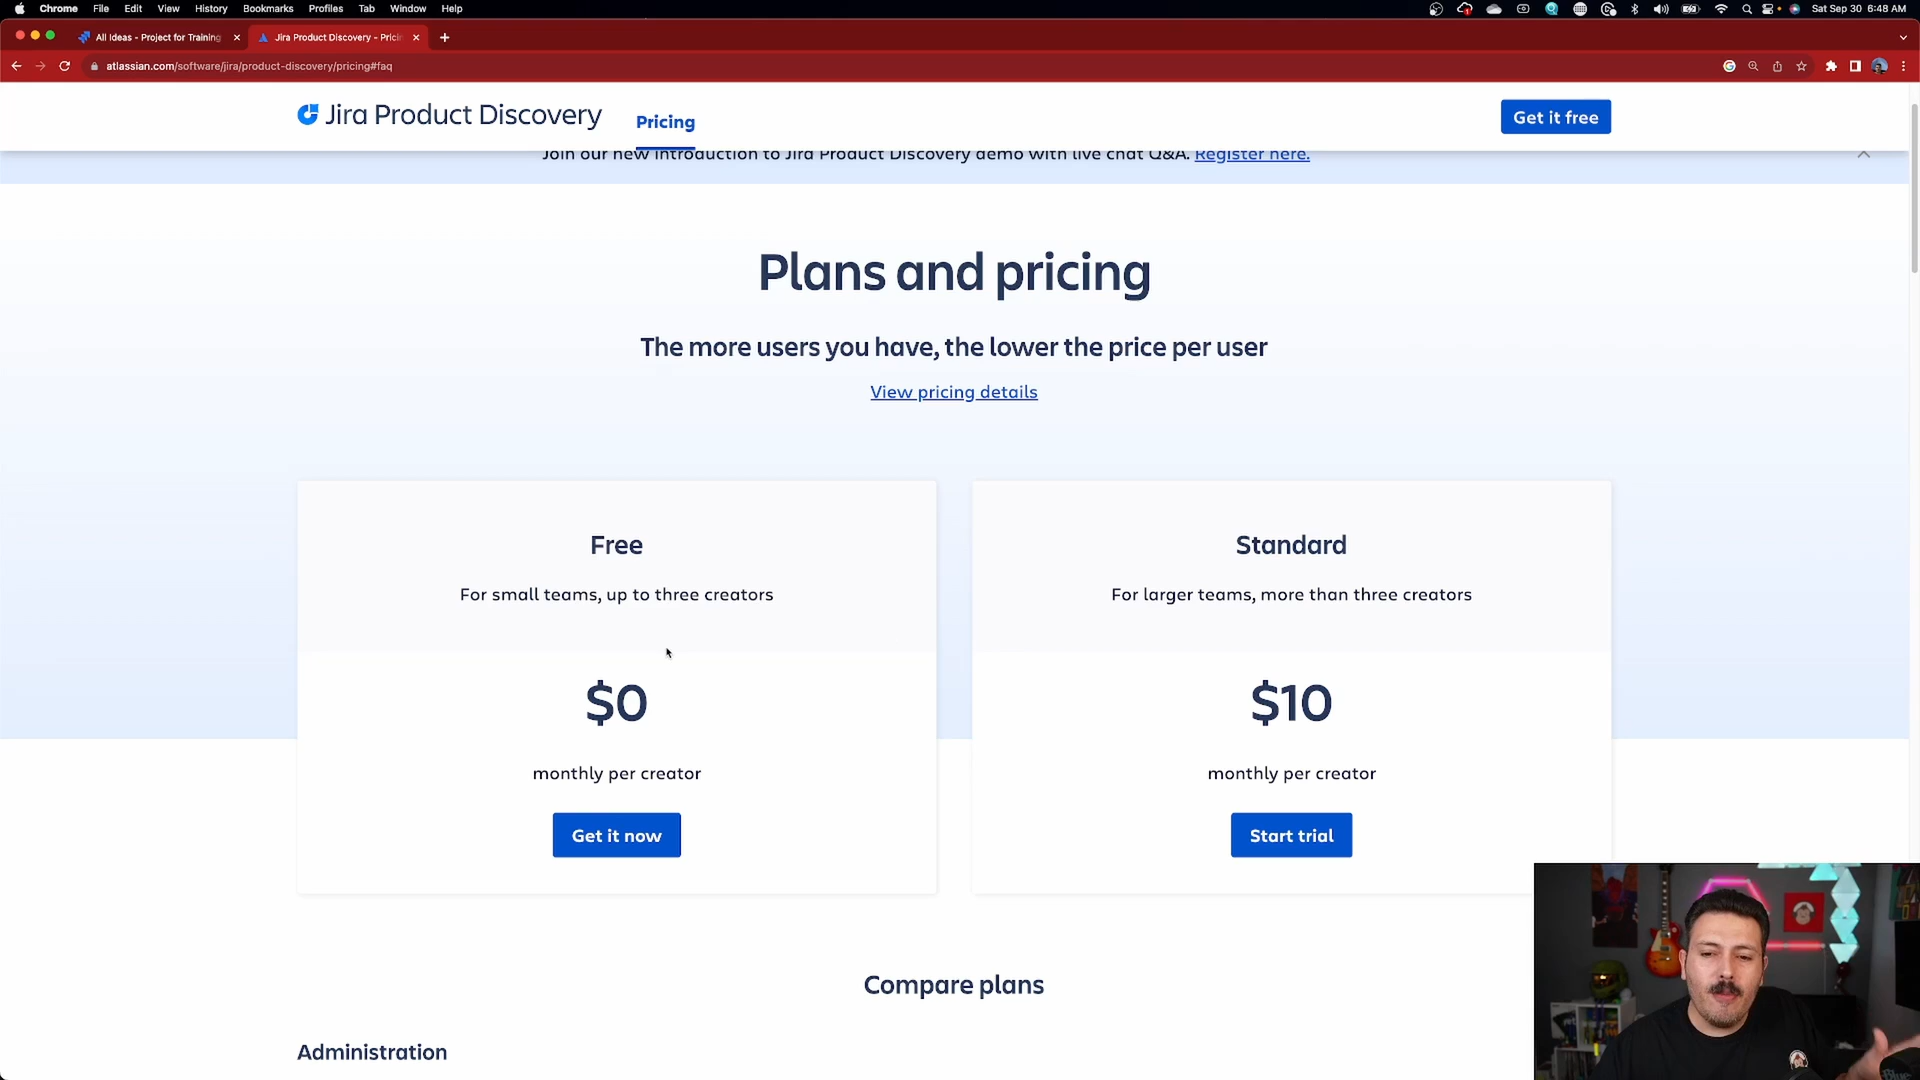 Chrome File Edit View History Bookmarks Profiles Tab Window Help
Sat Sep 30 6:48 AM
All Ideas - Project for Training
Jira Product Discovery - Prici
atlassian.com/software/jira/product-discovery/pricing#faq
Jira Product Discovery
Pricing
Get it free
Join our new Introduction to Jira Product Discovery demo with live chat Q&A. Register here.
Plans and pricing
The more users you have, the lower the price per user
View pricing details
Free
For small teams, up to three creators
$0
monthly per creator
Get it now
Standard
For larger teams, more than three creators
$10
monthly per creator
Start trial
Compare plans
Administration